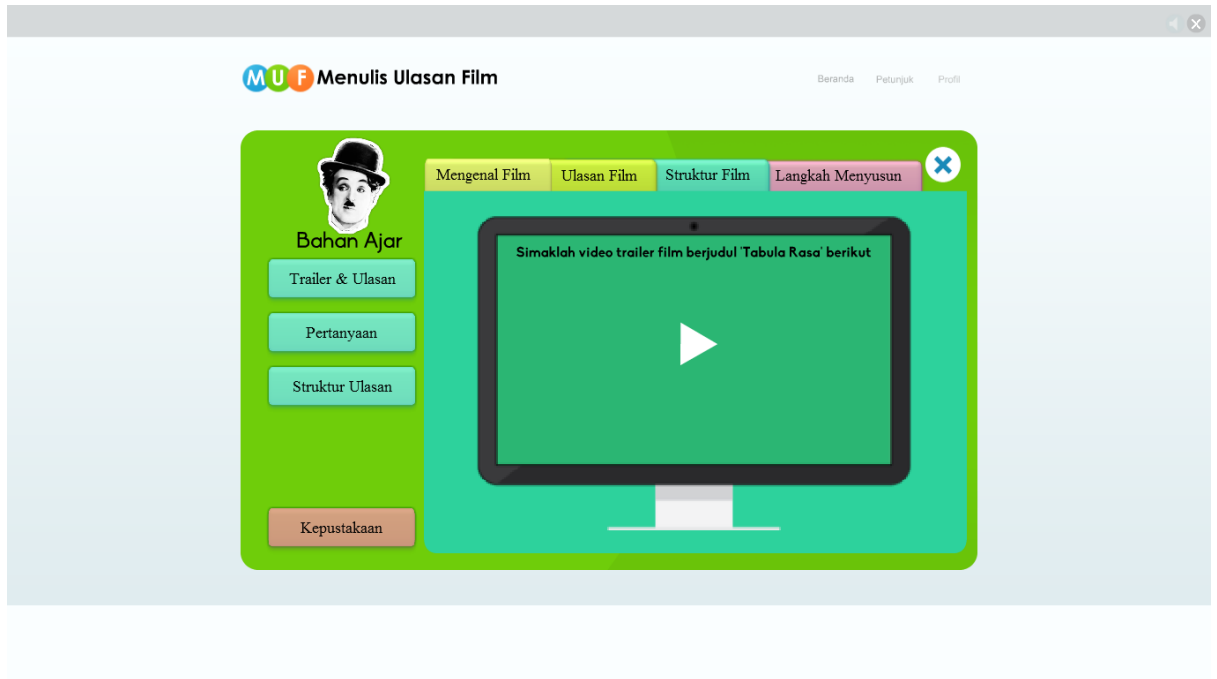 MUF Menulis Ulasan Film
Beranda Petunjuk Profil
Bahan Ajar
Trailer & Ulasan
Pertanyaan
Struktur Ulasan
Kepustakaan
Mengenal Film Ulasan Film Struktur Film Langkah Menyusun
Simaklah video trailer film berjudul 'Tabula Rasa' berikut